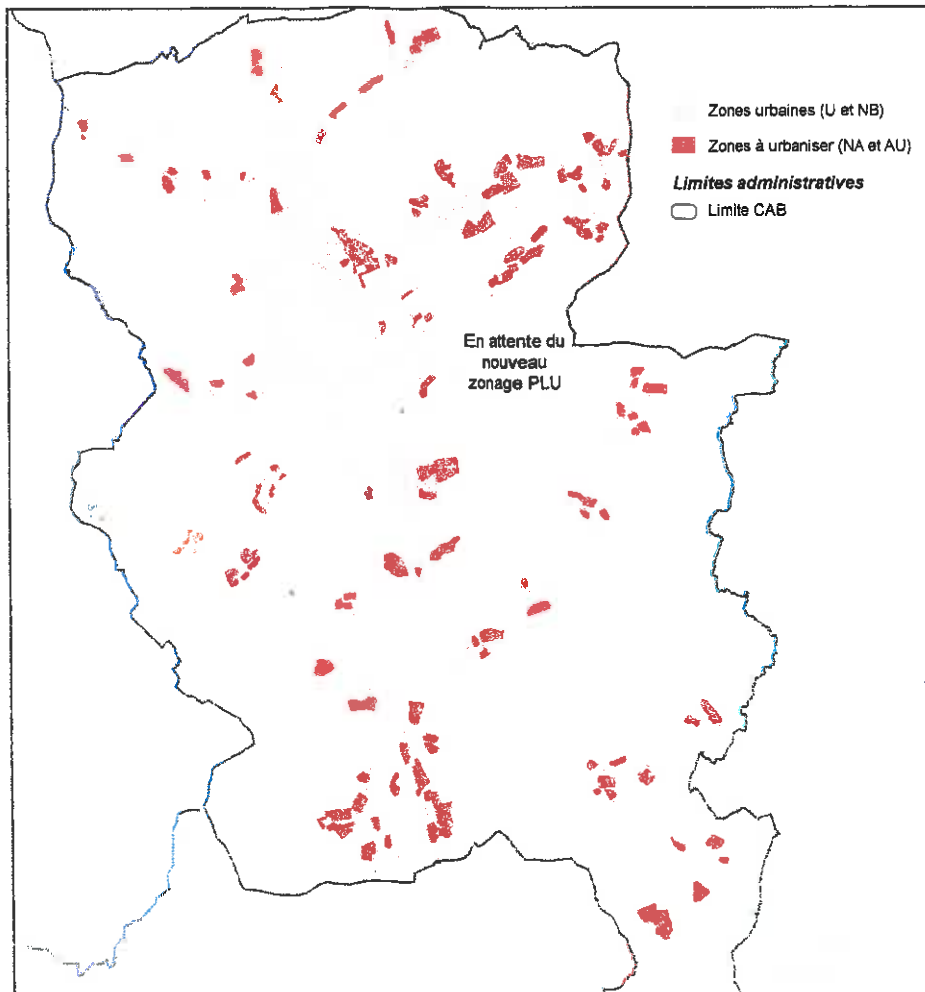 Zones urbaines (U et NB)
Zones à urbaniser (NA et AU)
Limites administratives
Limite CAB
En attente du
nouveau
zonage PLU